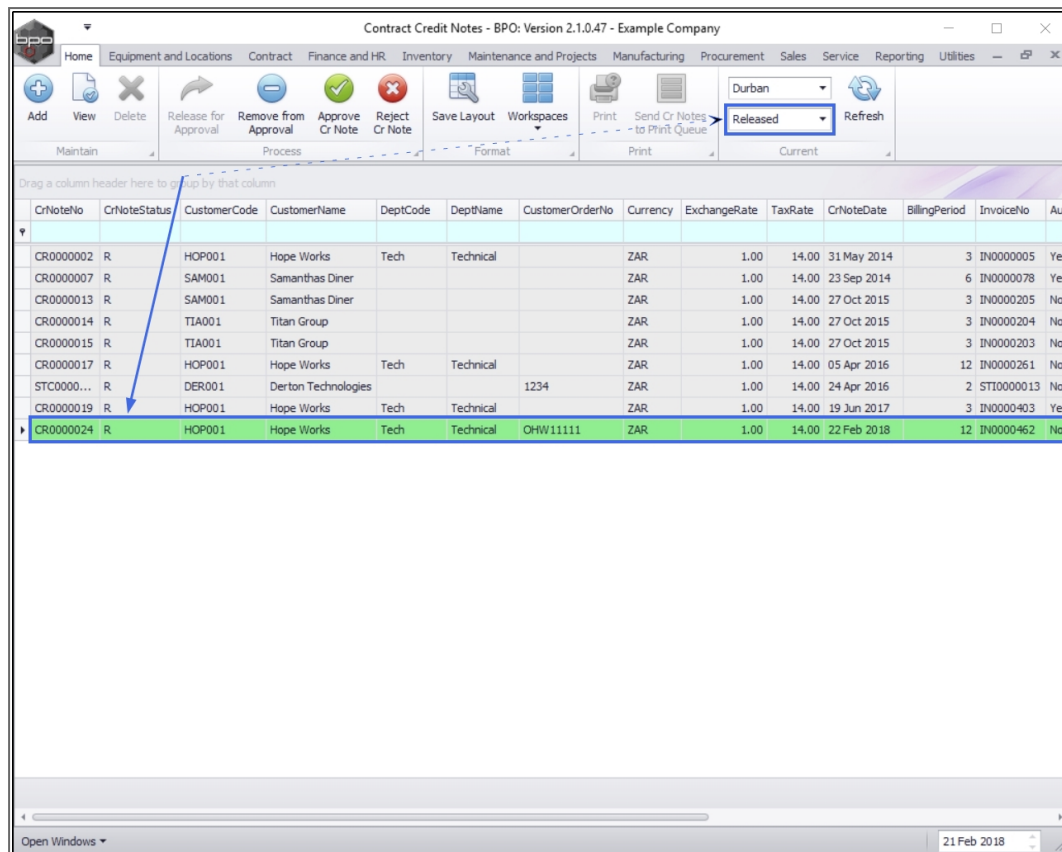 bpo
Contract Credit Notes - BPO: Version 2.1.0.47 - Example Company
Home Equipment and Locations Contract Finance and HR Inventory Maintenance and Projects Manufacturing Procurement Sales Service Reporting Utilities
Add View Delete Release for Approval Remove from Approval Approve Cr Note Reject Cr Note Save Layout Workspaces Print Send Cr Notes to Print Queue Durban Released Refresh
Maintain Process Format Print Current
Drag a column header here to group by that column
CrNoteNo CrNoteStatus CustomerCode CustomerName DeptCode DeptName CustomerOrderNo Currency ExchangeRate TaxRate CrNoteDate BillingPeriod InvoiceNo Au
CR0000002 R HOP001 Hope Works Tech Technical ZAR 1.00 14.00 31 May 2014 3 IN0000005 Ye
CR0000007 R SAM001 Samanthas Diner ZAR 1.00 14.00 23 Sep 2014 6 IN0000078 Ye
CR0000013 R SAM001 Samanthas Diner ZAR 1.00 14.00 27 Oct 2015 3 IN0000205 No
CR0000014 R TIA001 Titan Group ZAR 1.00 14.00 27 Oct 2015 3 IN0000204 No
CR0000015 R TIA001 Titan Group ZAR 1.00 14.00 27 Oct 2015 3 IN0000203 No
CR0000017 R HOP001 Hope Works Tech Technical ZAR 1.00 14.00 05 Apr 2016 12 IN0000261 No
STC0000... R DER001 Derton Technologies 1234 ZAR 1.00 14.00 24 Apr 2016 2 STI0000013 No
CR0000019 R HOP001 Hope Works Tech Technical ZAR 1.00 14.00 19 Jun 2017 3 IN0000403 Ye
CR0000024 R HOP001 Hope Works Tech Technical OHW11111 ZAR 1.00 14.00 22 Feb 2018 12 IN0000462 No
Open Windows 21 Feb 2018